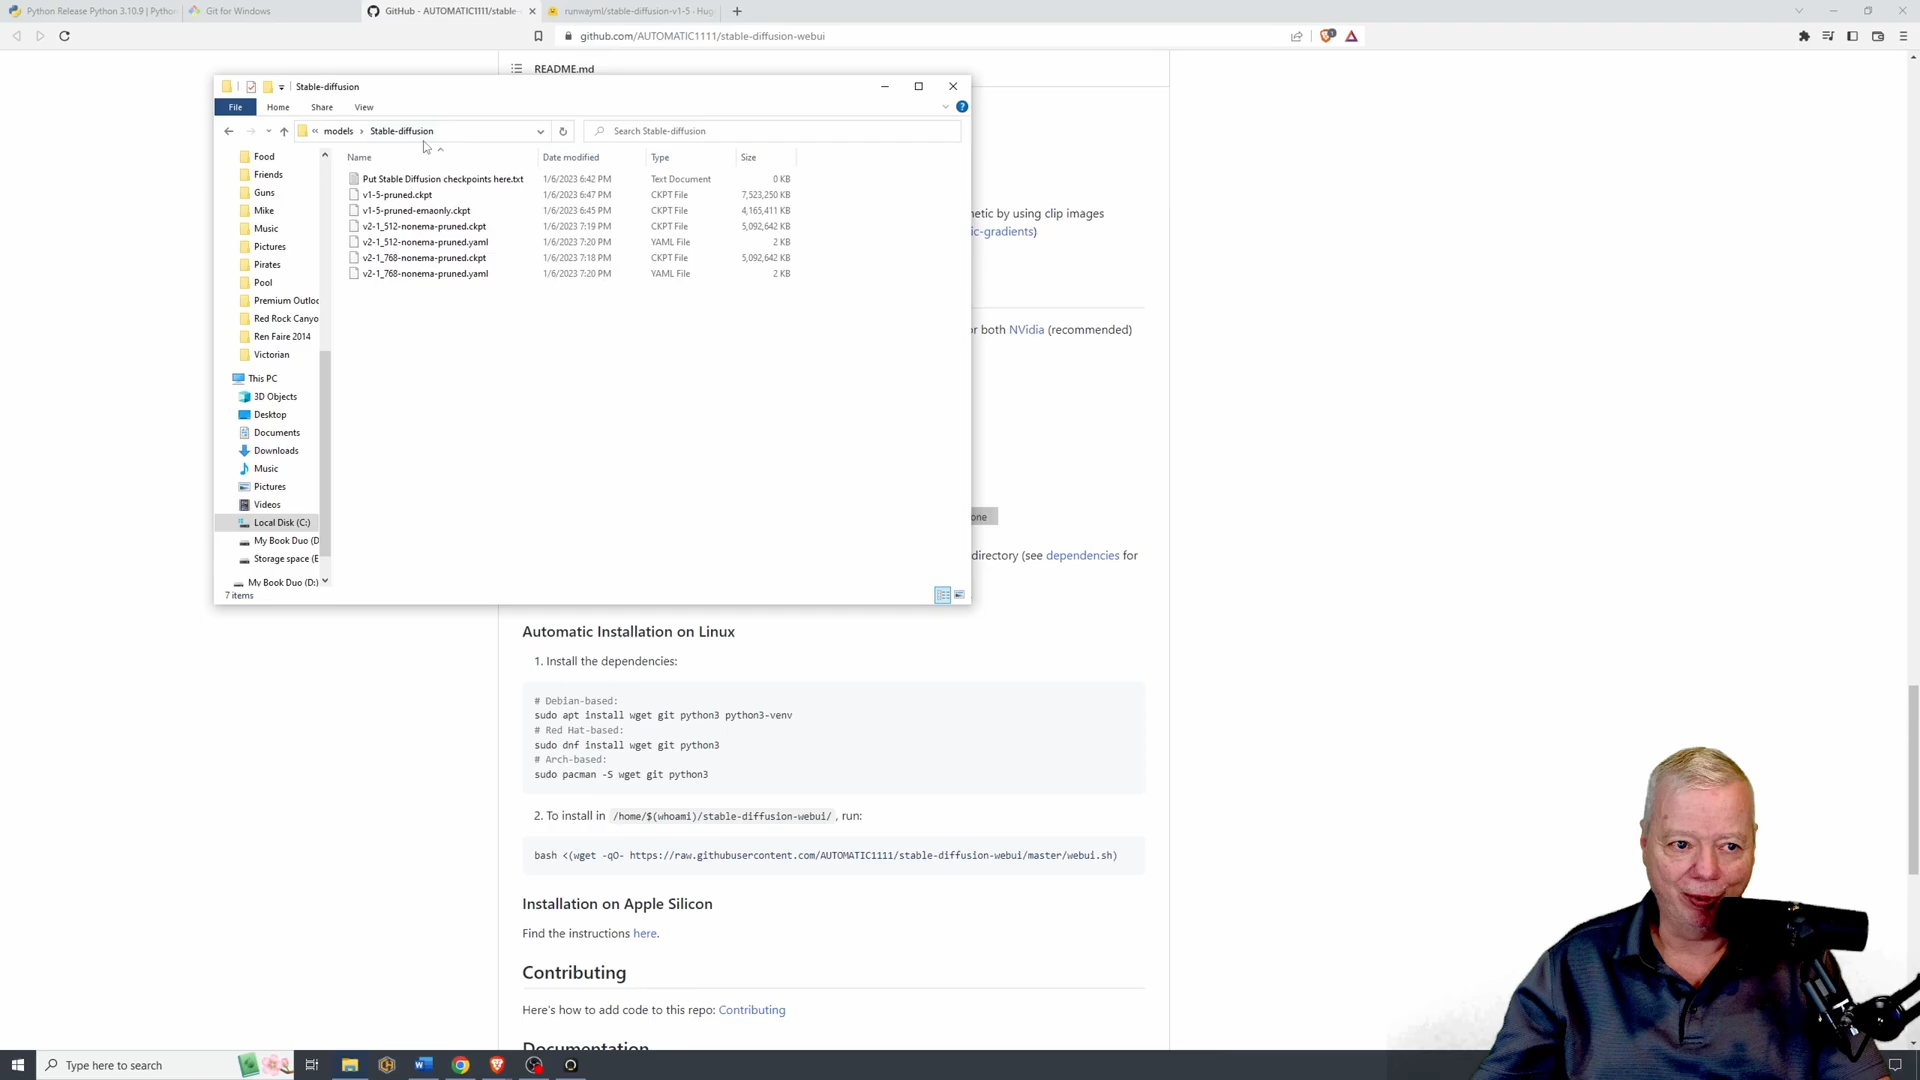 Python Release Python 3.10.9 | Python
Git for Windows
GitHub - AUTOMATIC1111/stable-
runwayml/stable-diffusion-v1-5 - Hug
github.com/AUTOMATIC1111/stable-diffusion-webui
README.md
Stable-diffusion
File
Home
Share
View
models
Stable-diffusion
Search Stable-diffusion
Name
Date modified
Type
Size
Put Stable Diffusion checkpoints here.txt 1/6/2023 6:42 PM Text Document 0 KB
v1-5-pruned.ckpt 1/6/2023 6:47 PM CKPT File 7,523,250 KB
v1-5-pruned-emaonly.ckpt 1/6/2023 6:45 PM CKPT File 4,165,411 KB
v2-1_512-nonema-pruned.ckpt 1/6/2023 7:19 PM CKPT File 5,092,642 KB
v2-1_512-nonema-pruned.yaml 1/6/2023 7:20 PM YAML File 2 KB
v2-1_768-nonema-pruned.ckpt 1/6/2023 7:18 PM CKPT File 5,092,642 KB
v2-1_768-nonema-pruned.yaml 1/6/2023 7:20 PM YAML File 2 KB
Food
Friends
Guns
Mike
Music
Pictures
Pirates
Pool
Premium Outloo
Red Rock Canyo
Ren Faire 2014
Victorian
This PC
3D Objects
Desktop
Documents
Downloads
Music
Pictures
Videos
Local Disk (C:)
My Book Duo (D
Storage space (E
My Book Duo (D:)
7 items
netic by using clip images
ic-gradients)
or both NVidia (recommended)
one
directory (see dependencies for
Automatic Installation on Linux
1. Install the dependencies:
# Debian-based:
sudo apt install wget git python3 python3-venv
# Red Hat-based:
sudo dnf install wget git python3
# Arch-based:
sudo pacman -S wget git python3
2. To install in /home/$(whoami)/stable-diffusion-webui/, run:
bash <(wget -qO- https://raw.githubusercontent.com/AUTOMATIC1111/stable-diffusion-webui/master/webui.sh)
Installation on Apple Silicon
Find the instructions here.
Contributing
Here's how to add code to this repo: Contributing
Documentation
Type here to search